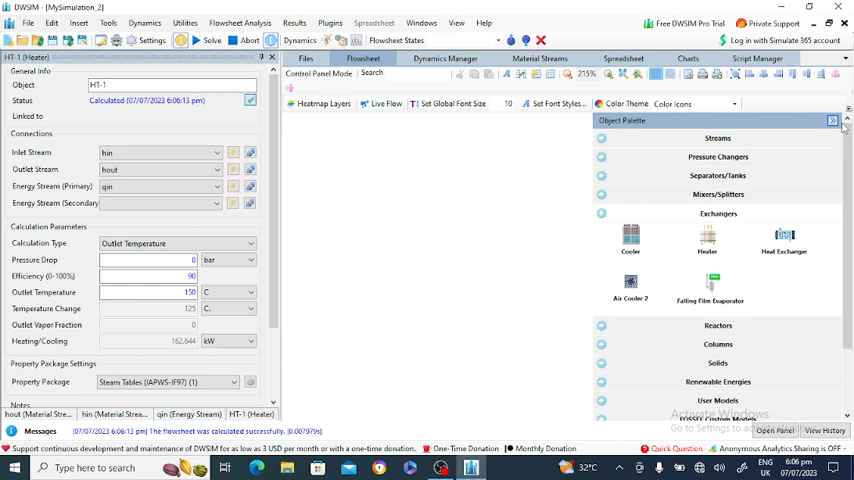 DWSIM - [MySimulation_2]
File Edit Insert Tools Dynamics Utilities Flowsheet Analysis Results Plugins Spreadsheet Windows View Help Free DWSIM Pro Trial Private Support
Settings Solve Abort Dynamics Flowsheet States Log in with Simulate 365 account
HT-1 (Heater)
Files Flowsheet Dynamics Manager Material Streams Spreadsheet Charts Script Manager
General Info
Control Panel Mode Search 215%
Object HT-1
Status Calculated (07/07/2023 6:06:13 pm)
Heatmap Layers Live Flow Set Global Font Size 10 Set Font Styles... Color Theme Color Icons
Linked to
Object Palette
Connections
Streams
Inlet Stream hin
Pressure Changers
Outlet Stream hout
Separators/Tanks
Energy Stream (Primary) qin
Mixers/Splitters
Energy Stream (Secondary
Exchangers
Calculation Parameters
Calculation Type Outlet Temperature
Cooler Heater Heat Exchanger
Pressure Drop 0 bar
Efficiency (0-100%) 90
Outlet Temperature 150 C
Air Cooler 2 Falling Film Evaporator
Temperature Change 125 C.
Outlet Vapor Fraction 0
Reactors
Heating/Cooling 162.644 kW
Columns
Property Package Settings
Solids
Property Package Steam Tables (IAPWS-IF97) (1)
Renewable Energies
User Models
Notes
hout (Material Stre... hin (Material Strea... qin (Energy Stream) HT-1 (Heater)
FOSSEE Custom Models
Activate Windows
Go to Settings to activate Windows.
Messages [07/07/2023 6:06:13 pm] The flowsheet was calculated successfully. [0.007979s] Open Panel View History
Support continuous development and maintenance of DWSIM for as low as 3 USD per month or with a one-time donation. One-Time Donation Monthly Donation Quick Question Anonymous Analytics Sharing is OFF
Type here to search 32°C ENG UK 6:06 pm 07/07/2023